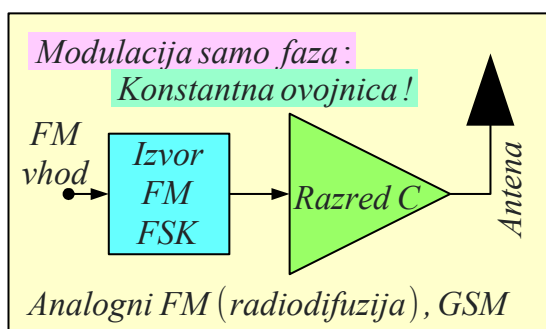 Modulacija samo faza :
Konstantna ovojnica !
FM
vhod
Izvor
FM
FSK
Razred C
Antena
Analogni FM (radiodifuzija) , GSM